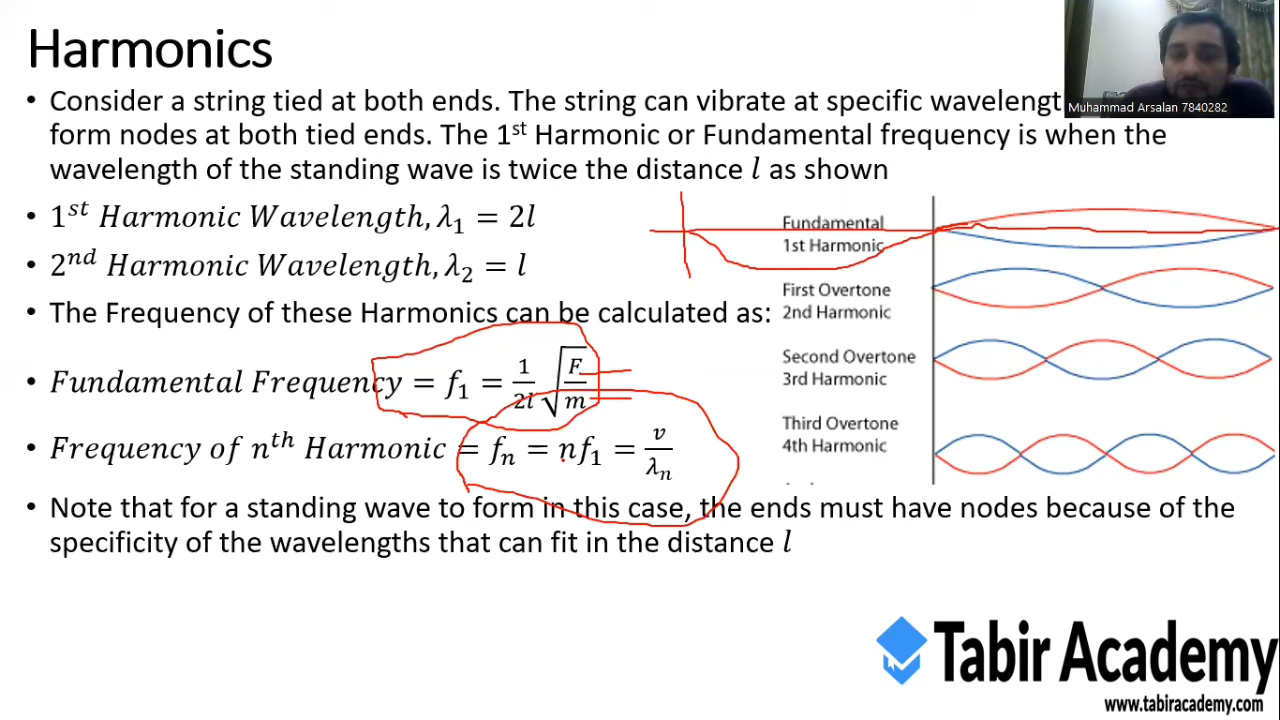 Harmonics
• Consider a string tied at both ends. The string can vibrate at specific wavelengt
form nodes at both tied ends. The 1st Harmonic or Fundamental frequency is when the
wavelength of the standing wave is twice the distance l as shown
• 1st Harmonic Wavelength, λ₁ = 2l
• 2nd Harmonic Wavelength, λ₂ = l
• The Frequency of these Harmonics can be calculated as:
• Fundamental Frequency = f₁ = 1/2l √(F/m)
• Frequency of nth Harmonic = fₙ = nf₁ = v/λₙ
• Note that for a standing wave to form in this case, the ends must have nodes because of the
specificity of the wavelengths that can fit in the distance l
Muhammad Arsalan 7840282
Fundamental
1st Harmonic
First Overtone
2nd Harmonic
Second Overtone
3rd Harmonic
Third Overtone
4th Harmonic
Tabir Academy
www.tabiracademy.com